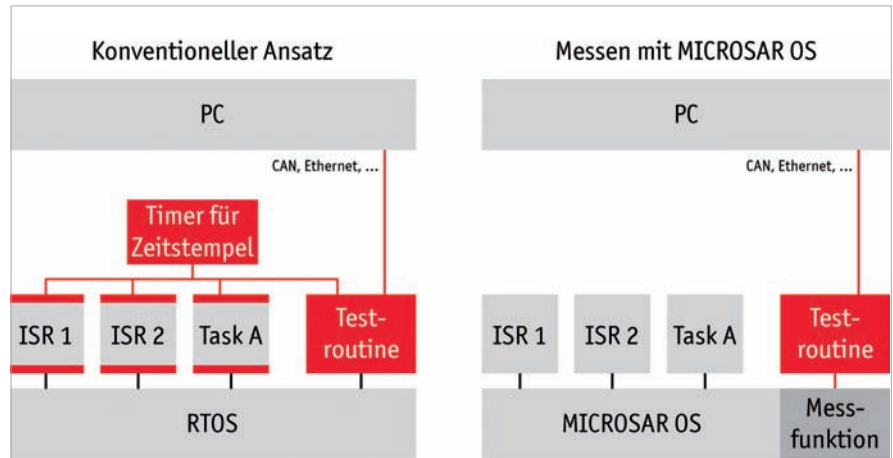 Konventioneller Ansatz
PC
CAN, Ethernet, ...
Timer für
Zeitstempel
ISR 1
ISR 2
Task A
Test-
routine
RTOS
Messen mit MICROSAR OS
PC
CAN, Ethernet, ...
ISR 1
ISR 2
Task A
Test-
routine
MICROSAR OS
Mess-
funktion